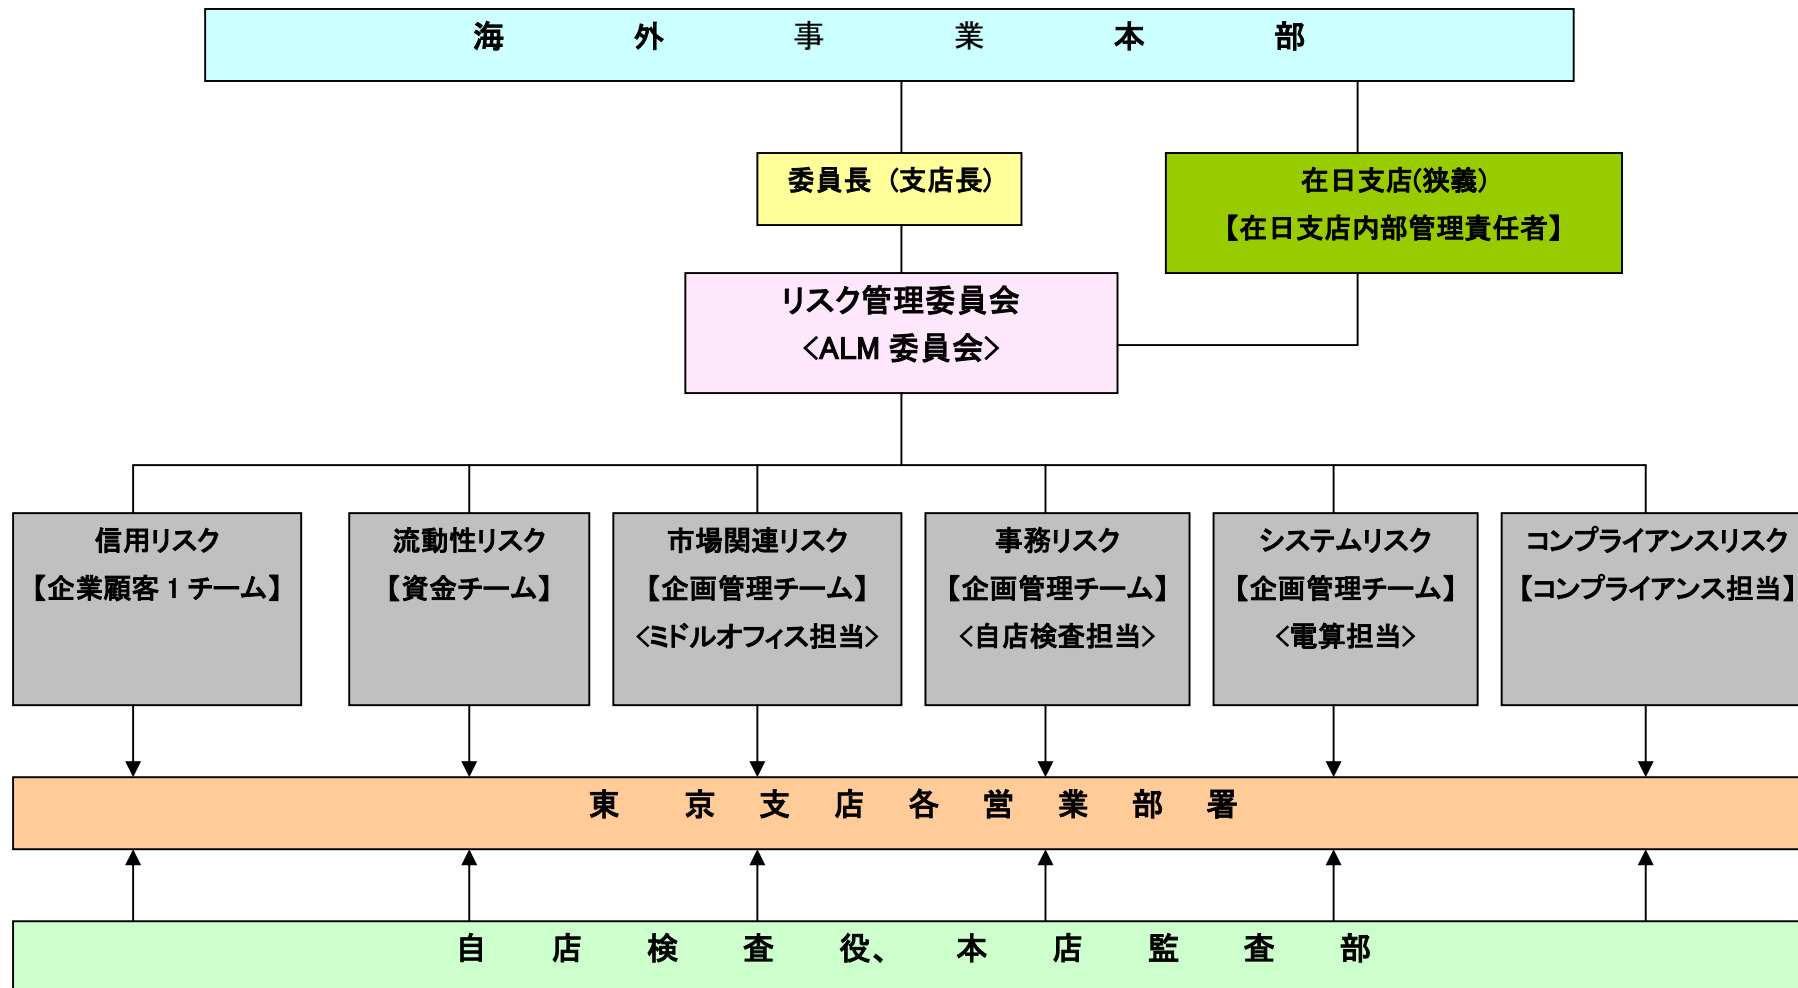 海外事業本部
委員長（支店長）
在日支店(狭義)
【在日支店内部管理責任者】
リスク管理委員会
<ALM 委員会>
信用リスク
【企業顧客 1 チーム】
流動性リスク
【資金チーム】
市場関連リスク
【企画管理チーム】
<ミドルオフィス担当>
事務リスク
【企画管理チーム】
<自店検査担当>
システムリスク
【企画管理チーム】
<電算担当>
コンプライアンスリスク
【コンプライアンス担当】
東京支店各営業部署
自店検査役、本店監査部